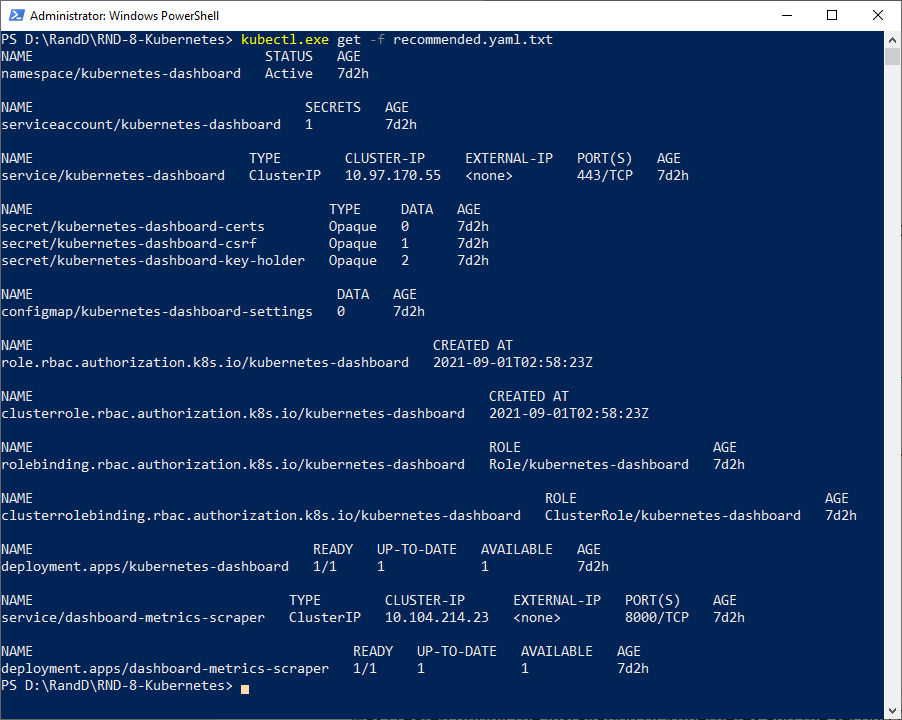 Administrator: Windows PowerShell
PS D:\RandD\RND-8-Kubernetes> kubectl.exe get -f recommended.yaml.txt
NAME                             STATUS   AGE
namespace/kubernetes-dashboard   Active   7d2h

NAME                                  SECRETS   AGE
serviceaccount/kubernetes-dashboard   1         7d2h

NAME                           TYPE        CLUSTER-IP     EXTERNAL-IP   PORT(S)   AGE
service/kubernetes-dashboard   ClusterIP   10.97.170.55   <none>        443/TCP   7d2h

NAME                                     TYPE     DATA   AGE
secret/kubernetes-dashboard-certs        Opaque   0      7d2h
secret/kubernetes-dashboard-csrf         Opaque   1      7d2h
secret/kubernetes-dashboard-key-holder   Opaque   2      7d2h

NAME                                      DATA   AGE
configmap/kubernetes-dashboard-settings   0      7d2h

NAME                                                  CREATED AT
role.rbac.authorization.k8s.io/kubernetes-dashboard   2021-09-01T02:58:23Z

NAME                                                         CREATED AT
clusterrole.rbac.authorization.k8s.io/kubernetes-dashboard   2021-09-01T02:58:23Z

NAME                                                         ROLE                        AGE
rolebinding.rbac.authorization.k8s.io/kubernetes-dashboard   Role/kubernetes-dashboard   7d2h

NAME                                                                ROLE                               AGE
clusterrolebinding.rbac.authorization.k8s.io/kubernetes-dashboard   ClusterRole/kubernetes-dashboard   7d2h

NAME                                   READY   UP-TO-DATE   AVAILABLE   AGE
deployment.apps/kubernetes-dashboard   1/1     1            1           7d2h

NAME                                TYPE        CLUSTER-IP      EXTERNAL-IP   PORT(S)    AGE
service/dashboard-metrics-scraper   ClusterIP   10.104.214.23   <none>        8000/TCP   7d2h

NAME                                        READY   UP-TO-DATE   AVAILABLE   AGE
deployment.apps/dashboard-metrics-scraper   1/1     1            1           7d2h
PS D:\RandD\RND-8-Kubernetes>